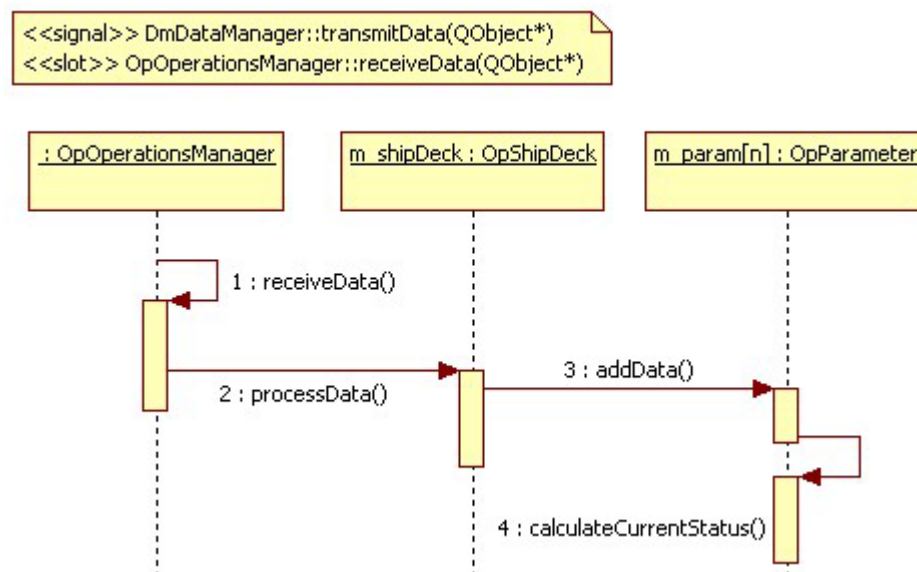 <<signal>> DmDataManager::transmitData(QObject*)
<<slot>> OpOperationsManager::receiveData(QObject*)
: OpOperationsManager
m_shipDeck : OpShipDeck
m_param[n] : OpParameter
1 : receiveData()
2 : processData()
3 : addData()
4 : calculateCurrentStatus()